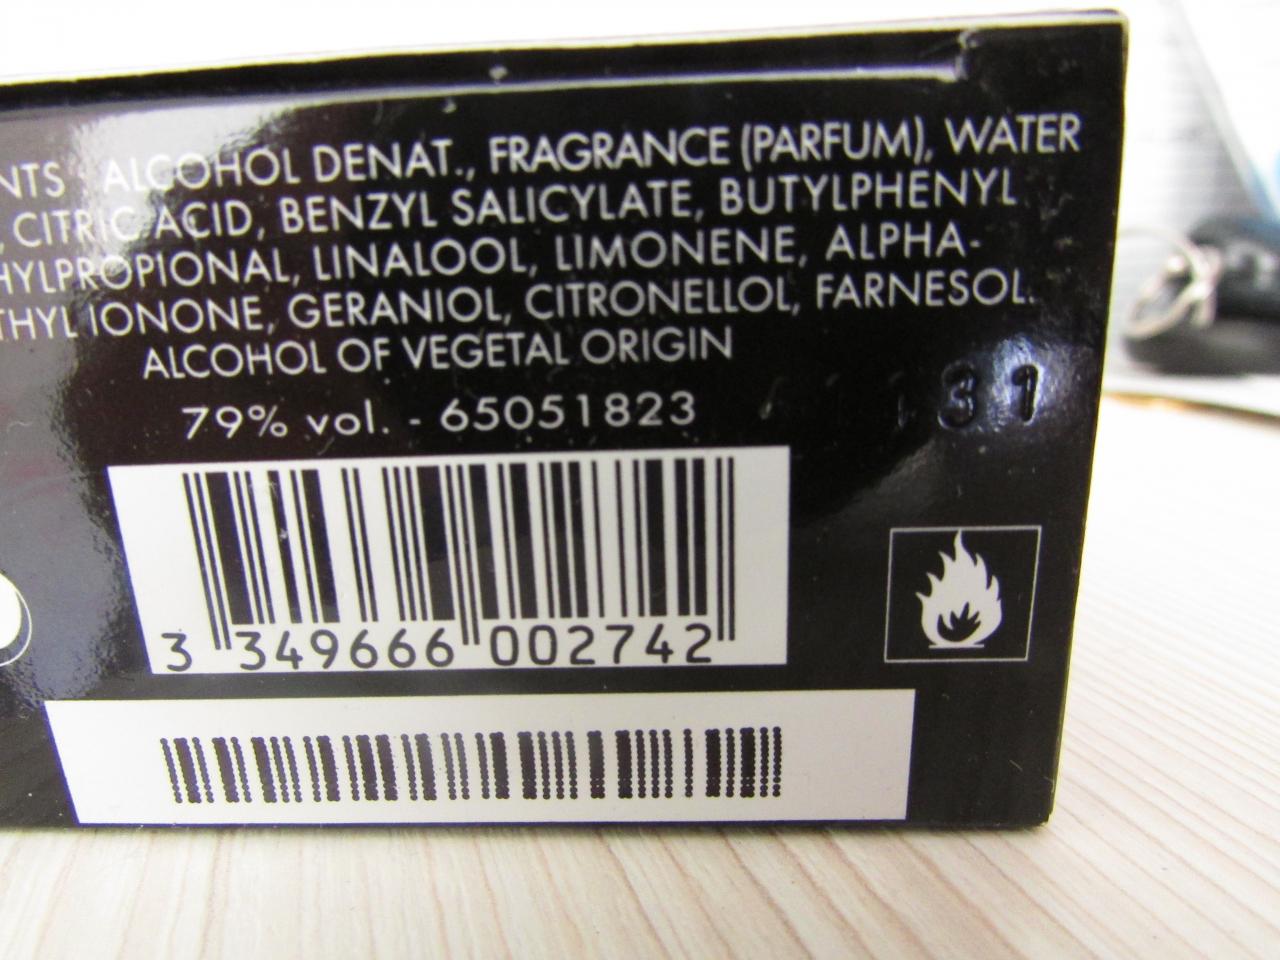 NTS ALCOHOL DENAT., FRAGRANCE (PARFUM), WATER
, CITRIC ACID, BENZYL SALICYLATE, BUTYLPHENYL
HYLPROPIONAL, LINALOOL, LIMONENE, ALPHA-
THYL IONONE, GERANIOL, CITRONELLOL, FARNESOL.
ALCOHOL OF VEGETAL ORIGIN
79% vol. - 65051823
3 349666 002742